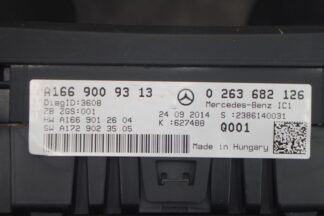 A166 900 93 13
0 263 682 126
DiagID:3608
Mercedes-Benz IC1
ZB ZGS:001
24 09 2014
S :2386140031
HW A166 901 26 04
K :627488
Q001
SW A172 902 35 05
Made in Hungary